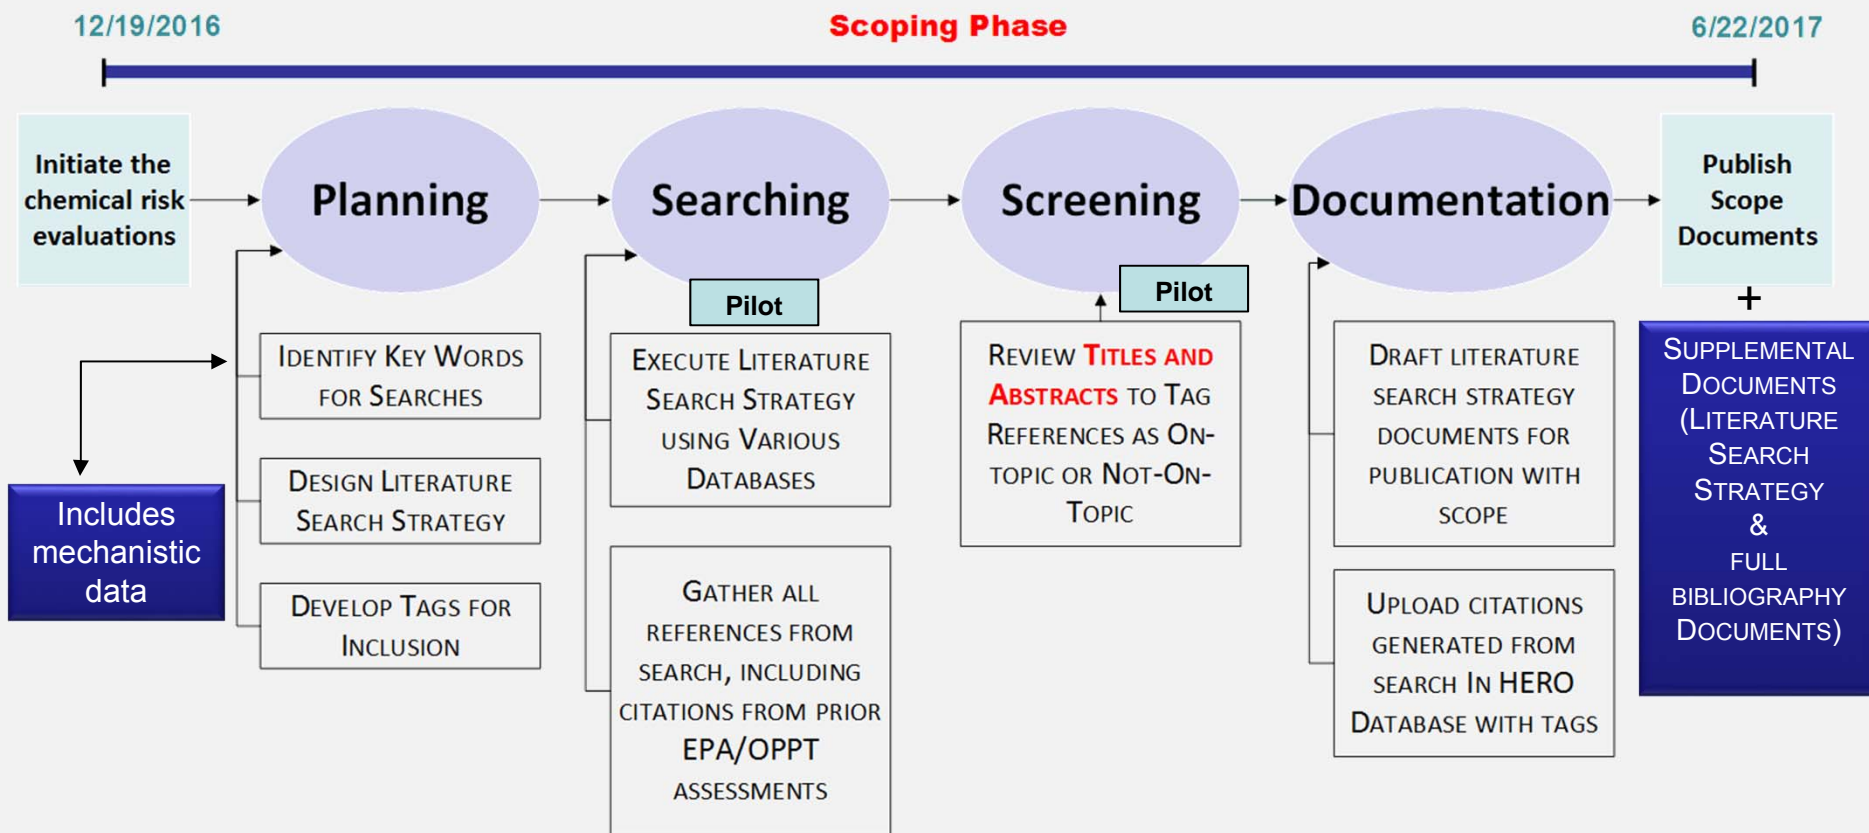 12/19/2016
Scoping Phase
6/22/2017
Initiate the
chemical risk
evaluations
Planning
Searching
Screening
Documentation
Publish
Scope
Documents
+
Pilot
Pilot
IDENTIFY KEY WORDS
FOR SEARCHES
DESIGN LITERATURE
SEARCH STRATEGY
DEVELOP TAGS FOR
INCLUSION
Includes
mechanistic
data
EXECUTE LITERATURE
SEARCH STRATEGY
USING VARIOUS
DATABASES
GATHER ALL
REFERENCES FROM
SEARCH, INCLUDING
CITATIONS FROM PRIOR
EPA/OPPT
ASSESSMENTS
REVIEW TITLES AND
ABSTRACTS TO TAG
REFERENCES AS ON-
TOPIC OR NOT-ON-
TOPIC
DRAFT LITERATURE
SEARCH STRATEGY
DOCUMENTS FOR
PUBLICATION WITH
SCOPE
UPLOAD CITATIONS
GENERATED FROM
SEARCH IN HERO
DATABASE WITH TAGS
SUPPLEMENTAL
DOCUMENTS
(LITERATURE
SEARCH
STRATEGY
&
FULL
BIBLIOGRAPHY
DOCUMENTS)